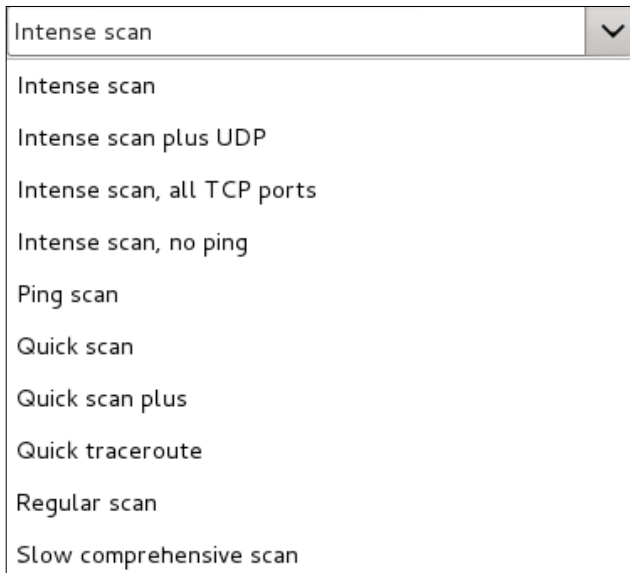 Intense scan
Intense scan
Intense scan plus UDP
Intense scan, all TCP ports
Intense scan, no ping
Ping scan
Quick scan
Quick scan plus
Quick traceroute
Regular scan
Slow comprehensive scan